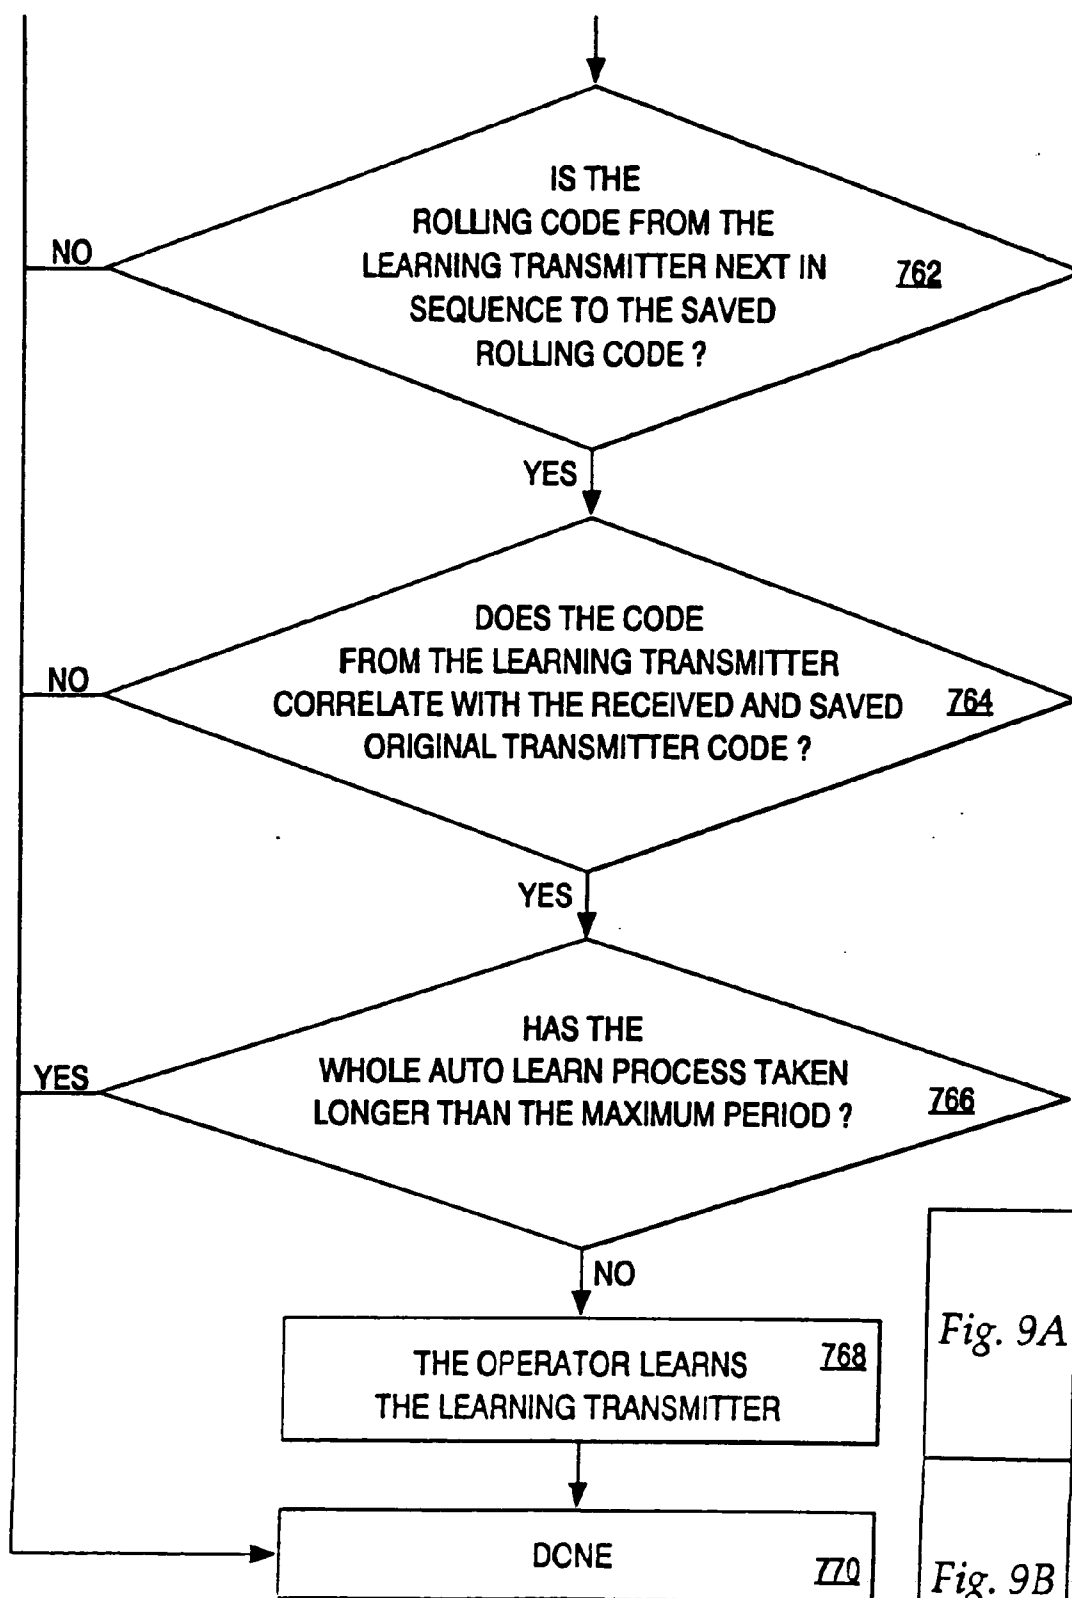 IS THE
ROLLING CODE FROM THE
LEARNING TRANSMITTER NEXT IN
SEQUENCE TO THE SAVED
ROLLING CODE ?
762
NO
YES
DOES THE CODE
FROM THE LEARNING TRANSMITTER
CORRELATE WITH THE RECEIVED AND SAVED
ORIGINAL TRANSMITTER CODE ?
764
NO
YES
HAS THE
WHOLE AUTO LEARN PROCESS TAKEN
LONGER THAN THE MAXIMUM PERIOD ?
766
YES
NO
THE OPERATOR LEARNS
THE LEARNING TRANSMITTER
768
DONE
770
Fig. 9A
Fig. 9B